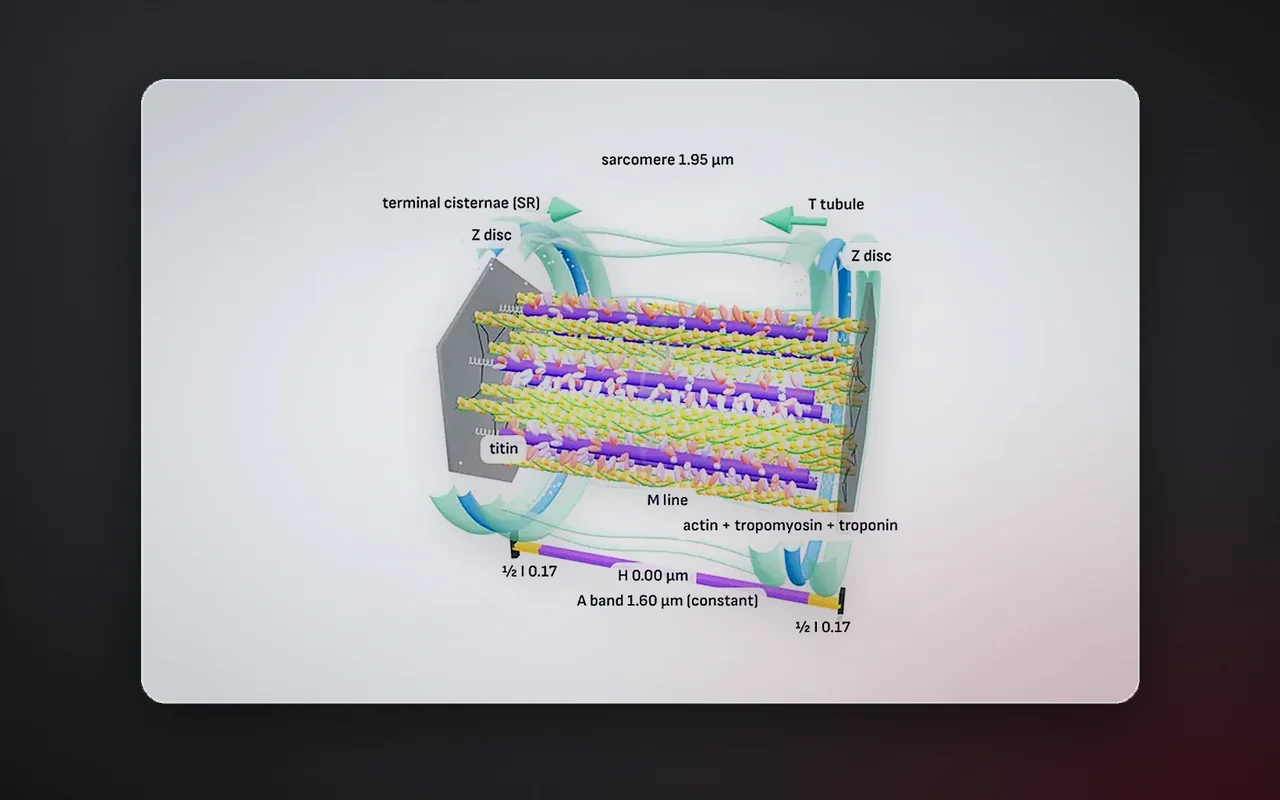 sarcomere 1.95 µm
terminal cisternae (SR)
T tubule
Z disc
Z disc
titin
M line
actin + tropomyosin + troponin
½ I 0.17
H 0.00 µm
A band 1.60 µm (constant)
½ I 0.17